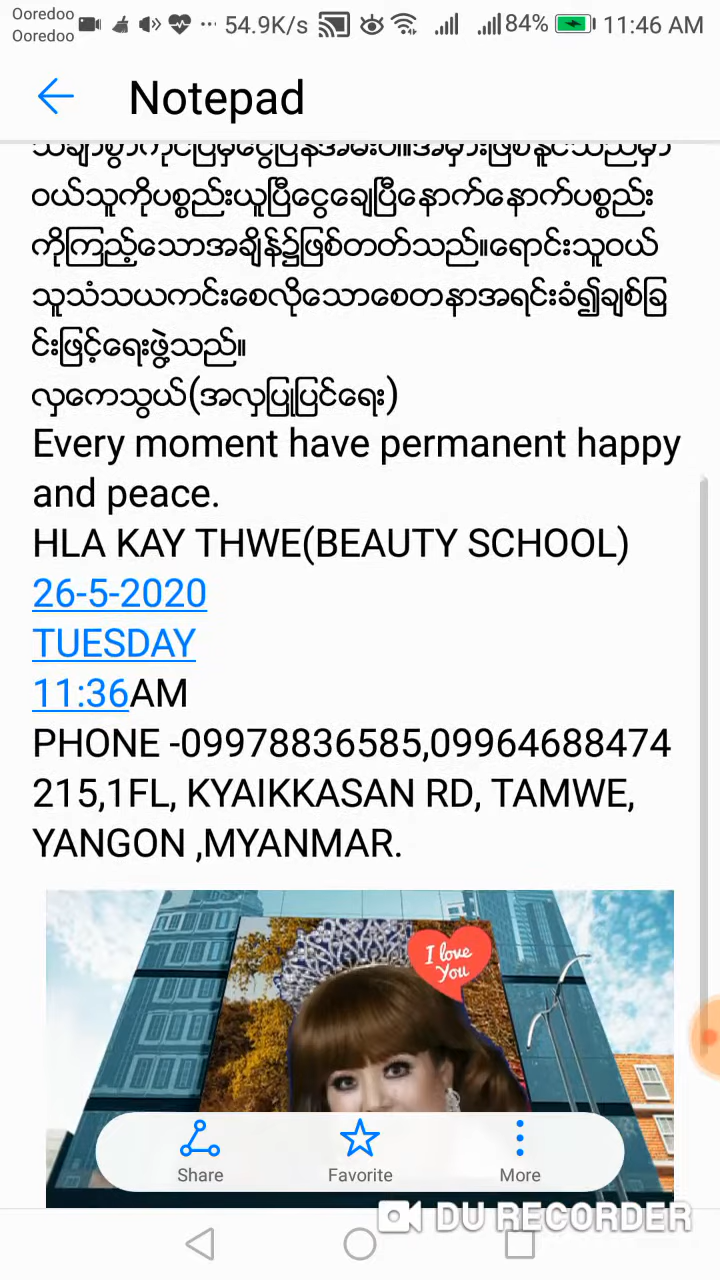 Ooredoo
Ooredoo
54.9K/s
84%
11:46 AM
Notepad
ဝယ်သူကိုပစ္စည်းယူပြီငွေချေပြီနောက်နောက်ပစ္စည်း
ကိုကြည့်သောအချိန်၌ဖြစ်တတ်သည်။ရောင်းသူဝယ်
သူသံသယကင်းစေလိုသောစေတနာအရင်းခံ၍ချစ်ခြ
င်းဖြင့်ရေးဖွဲ့သည်။
လှကေသွယ်(အလှပြုပြင်ရေး)
Every moment have permanent happy
and peace.
HLA KAY THWE(BEAUTY SCHOOL)
26-5-2020
TUESDAY
11:36AM
PHONE -09978836585,09964688474
215,1FL, KYAIKKASAN RD, TAMWE,
YANGON ,MYANMAR.
I love
You
Share
Favorite
More
DU RECORDER